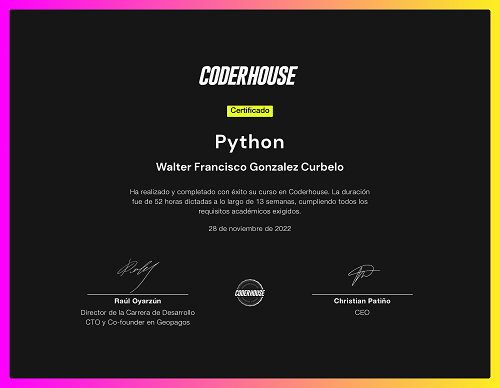 CODERHOUSE
Certificado
Python
Walter Francisco Gonzalez Curbelo
Ha realizado y completado con éxito su curso en Coderhouse. La duración
fue de 52 horas dictadas a lo largo de 13 semanas, cumpliendo todos los
requisitos académicos exigidos.
28 de noviembre de 2022
Raúl Oyarzún
Director de la Carrera de Desarrollo
CTO y Co-founder en Geopagos
CODERHOUSE
Christian Patiño
CEO